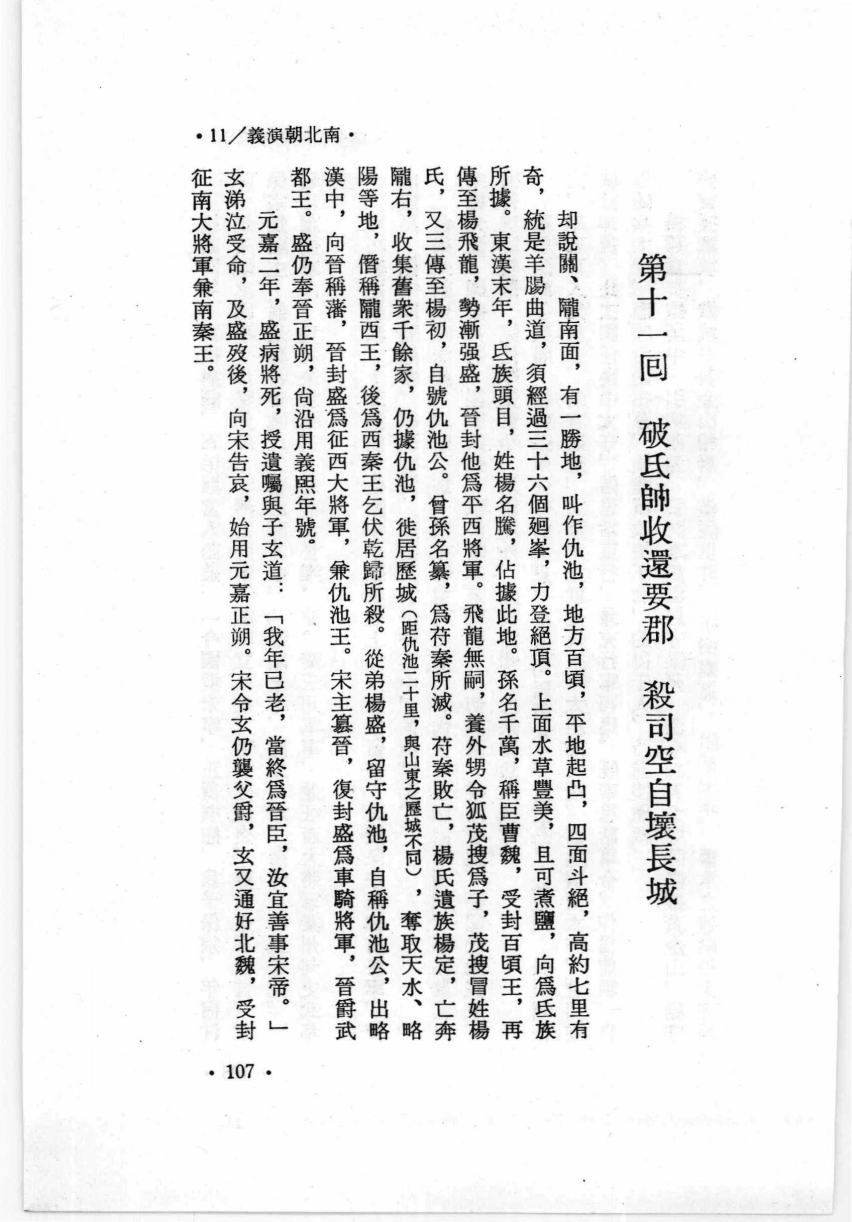 •南北朝演義/11•
第十一回　破氐帥收還要郡　殺司空自壞長城
却說關、隴南面，有一勝地，叫作仇池，地方百頃，平地起凸，四面斗絕，高約七里有
奇，統是羊腸曲道，須經過三十六個廻峯，力登絕頂。上面水草豐美，且可煮鹽，向爲氐族
所據。東漢末年，氐族頭目，姓楊名騰，佔據此地。孫名千萬，稱臣曹魏，受封百頃王，再
傳至楊飛龍，勢漸强盛，晉封他爲平西將軍。飛龍無嗣，養外甥令狐茂搜爲子，茂搜冒姓楊
氏，又三傳至楊初，自號仇池公。曾孫名纂，爲苻秦所滅。苻秦敗亡，楊氏遺族楊定，亡奔
隴右，收集舊衆千餘家，仍據仇池，徙居歷城（距仇池二十里，與山東之歷城不同），奪取天水、略
陽等地，僭稱隴西王，後爲西秦王乞伏乾歸所殺。從弟楊盛，留守仇池，自稱仇池公，出略
漢中，向晉稱藩，晉封盛爲征西大將軍，兼仇池王。宋主篡晉，復封盛爲車騎將軍，晉爵武
都王。盛仍奉晉正朔，尙沿用義熙年號。
元嘉二年，盛病將死，授遺囑與子玄道：「我年已老，當終爲晉臣，汝宜善事宋帝。」
玄涕泣受命，及盛歿後，向宋告哀，始用元嘉正朔。宋令玄仍襲父爵，玄又通好北魏，受封
征南大將軍兼南秦王。
•107•